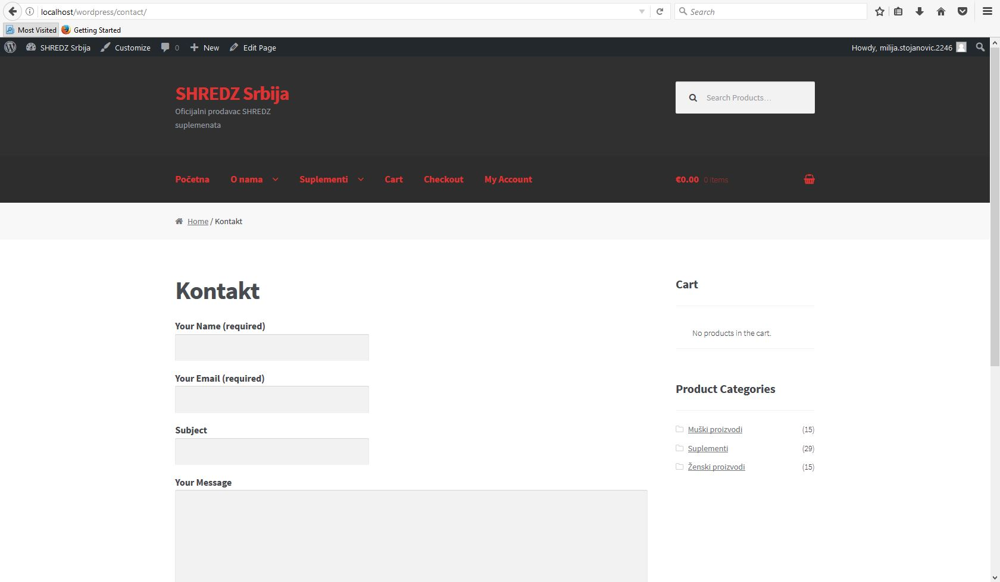 localhost/wordpress/contact/
Search
Most Visited
Getting Started
SHREDZ Srbija
Customize
0
New
Edit Page
Howdy, milija.stojanovic.2246
SHREDZ Srbija
Oficijalni prodavac SHREDZ
suplemenata
Search Products…
Početna
O nama
Suplementi
Cart
Checkout
My Account
€0.00 0 items
Home / Kontakt
Kontakt
Your Name (required)
Your Email (required)
Subject
Your Message
Cart
No products in the cart.
Product Categories
Muški proizvodi (15)
Suplementi (29)
Ženski proizvodi (15)